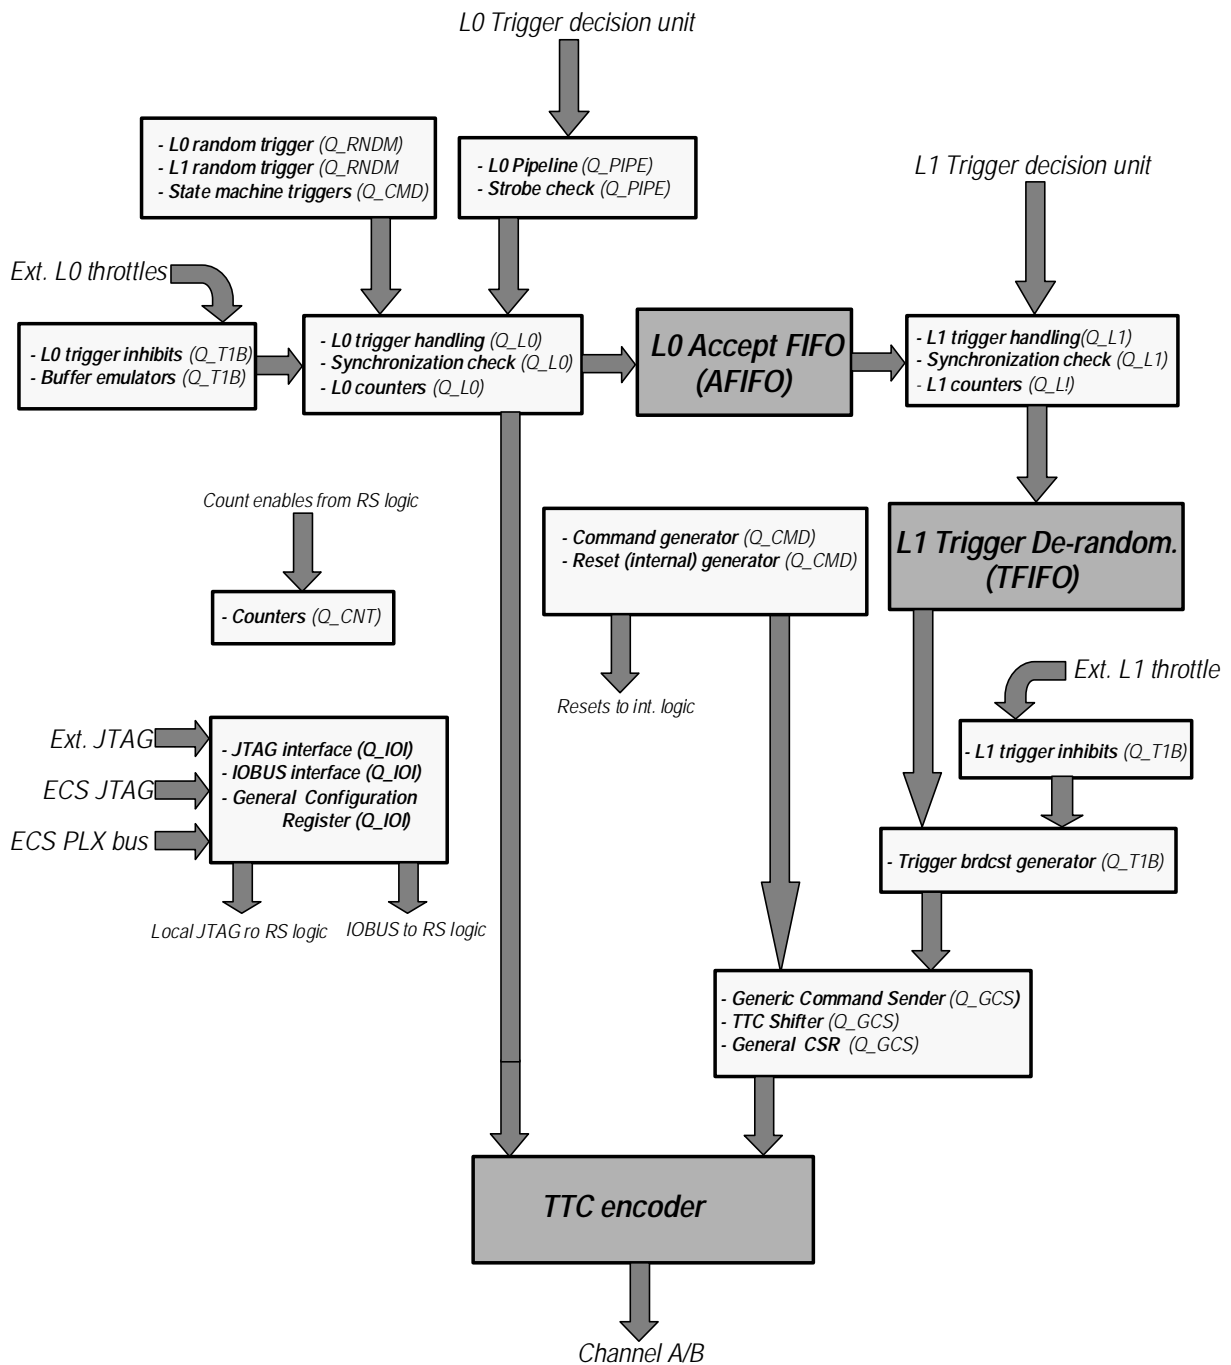 L0 Trigger decision unit
- L0 random trigger (Q_RNDM)
- L1 random trigger (Q_RNDM
- State machine triggers (Q_CMD)
- L0 Pipeline (Q_PIPE)
- Strobe check (Q_PIPE)
L1 Trigger decision unit
Ext. L0 throttles
- L0 trigger inhibits (Q_T1B)
- Buffer emulators (Q_T1B)
- L0 trigger handling (Q_L0)
- Synchronization check (Q_L0)
- L0 counters (Q_L0)
L0 Accept FIFO
(AFIFO)
- L1 trigger handling(Q_L1)
- Synchronization check (Q_L1)
- L1 counters (Q_L!)
Count enables from RS logic
- Counters (Q_CNT)
- Command generator (Q_CMD)
- Reset (internal) generator (Q_CMD)
L1 Trigger De-random.
(TFIFO)
Resets to int. logic
Ext. L1 throttle
- L1 trigger inhibits (Q_T1B)
Ext. JTAG
ECS JTAG
ECS PLX bus
- JTAG interface (Q_IOI)
- IOBUS interface (Q_IOI)
- General Configuration
Register (Q_IOI)
- Trigger brdcst generator (Q_T1B)
Local JTAG ro RS logic
IOBUS to RS logic
- Generic Command Sender (Q_GCS)
- TTC Shifter (Q_GCS)
- General CSR (Q_GCS)
TTC encoder
Channel A/B